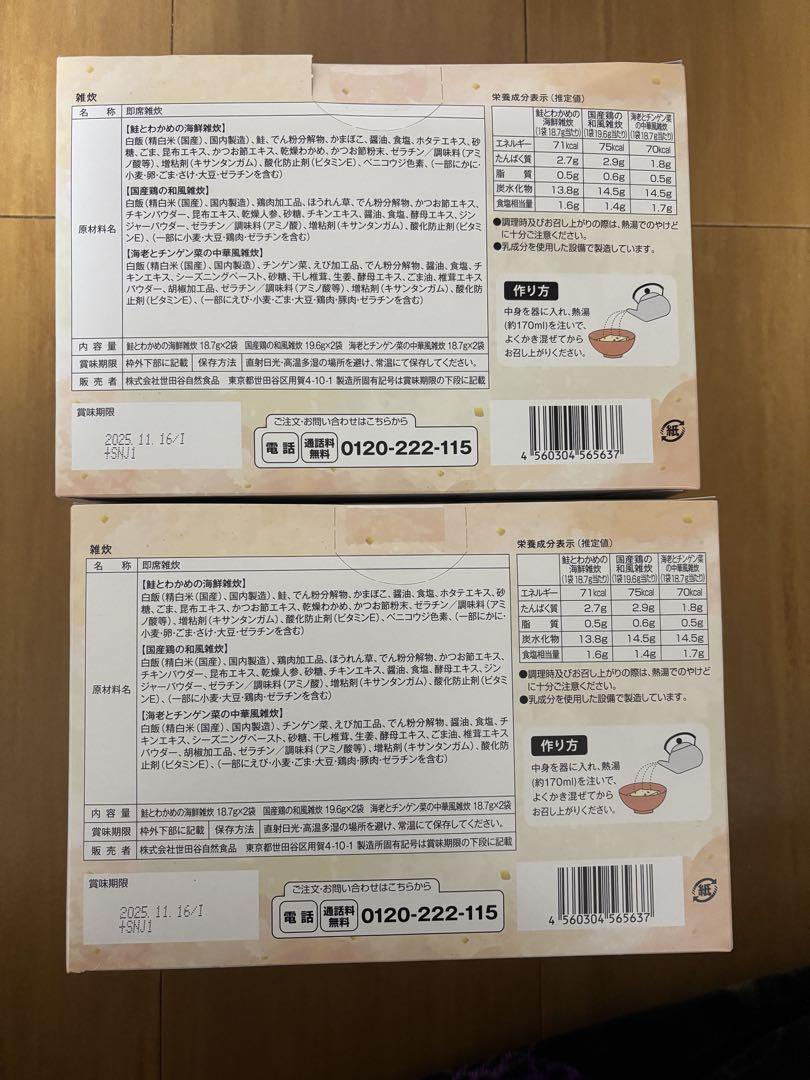 雑炊
名 称 即席雑炊
原材料名
【鮭とわかめの海鮮雑炊】
白飯(精白米(国産)、国内製造)、鮭、でん粉分解物、かまぼこ、醤油、食塩、ホタテエキス、砂
糖、ごま、昆布エキス、かつお節エキス、乾燥わかめ、かつお節粉末、ゼラチン/調味料(アミ
ノ酸等)、増粘剤(キサンタンガム)、酸化防止剤(ビタミンE)、ベニコウジ色素、(一部にかに・
小麦・卵・ごま・さけ・大豆・ゼラチンを含む)
【国産鶏の和風雑炊】
白飯(精白米(国産)、国内製造)、鶏肉加工品、ほうれん草、でん粉分解物、かつお節エキス、
チキンパウダー、昆布エキス、乾燥人参、砂糖、チキンエキス、醤油、食塩、酵母エキス、ジン
ジャーパウダー、ゼラチン/調味料(アミノ酸)、増粘剤(キサンタンガム)、酸化防止剤(ビタミ
ンE)、(一部に小麦・大豆・鶏肉・ゼラチンを含む)
【海老とチンゲン菜の中華風雑炊】
白飯(精白米(国産)、国内製造)、チンゲン菜、えび加工品、でん粉分解物、醤油、食塩、チ
キンエキス、シーズニングペースト、砂糖、干し椎茸、生姜、酵母エキス、ごま油、椎茸エキス
パウダー、胡椒加工品、ゼラチン/調味料(アミノ酸等)、増粘剤(キサンタンガム)、酸化防
止剤(ビタミンE)、(一部にえび・小麦・ごま・大豆・鶏肉・豚肉・ゼラチンを含む)
内 容 量 鮭とわかめの海鮮雑炊 18.7g×2袋 国産鶏の和風雑炊 19.6g×2袋 海老とチンゲン菜の中華風雑炊 18.7g×2袋
賞味期限 枠外下部に記載 保存方法 直射日光・高温多湿の場所を避け、常温にて保存してください。
販 売 者 株式会社世田谷自然食品 東京都世田谷区用賀4-10-1 製造所固有記号は賞味期限の下段に記載
栄養成分表示(推定値)
鮭とわかめの海鮮雑炊(1袋18.7g当たり) 国産鶏の和風雑炊(1袋19.6g当たり) 海老とチンゲン菜の中華風雑炊(1袋18.7g当たり)
エネルギー 71kcal 75kcal 70kcal
たんぱく質 2.7g 2.9g 1.8g
脂 質 0.5g 0.6g 0.5g
炭水化物 13.8g 14.5g 14.5g
食塩相当量 1.6g 1.4g 1.7g
●調理時及びお召し上がりの際は、熱湯でのやけど
に十分ご注意ください。
●乳成分を使用した設備で製造しています。
作り方
中身を器に入れ、熱湯
(約170ml)を注いで、
よくかき混ぜてから
お召し上がりください。
賞味期限
2025.11.16/I
+SNJ1
ご注文・お問い合わせはこちらから
電話 通話料無料 0120-222-115
4 560304 565637
紙
雑炊
名 称 即席雑炊
原材料名
【鮭とわかめの海鮮雑炊】
白飯(精白米(国産)、国内製造)、鮭、でん粉分解物、かまぼこ、醤油、食塩、ホタテエキス、砂
糖、ごま、昆布エキス、かつお節エキス、乾燥わかめ、かつお節粉末、ゼラチン/調味料(アミ
ノ酸等)、増粘剤(キサンタンガム)、酸化防止剤(ビタミンE)、ベニコウジ色素、(一部にかに・
小麦・卵・ごま・さけ・大豆・ゼラチンを含む)
【国産鶏の和風雑炊】
白飯(精白米(国産)、国内製造)、鶏肉加工品、ほうれん草、でん粉分解物、かつお節エキス、
チキンパウダー、昆布エキス、乾燥人参、砂糖、チキンエキス、醤油、食塩、酵母エキス、ジン
ジャーパウダー、ゼラチン/調味料(アミノ酸)、増粘剤(キサンタンガム)、酸化防止剤(ビタミ
ンE)、(一部に小麦・大豆・鶏肉・ゼラチンを含む)
【海老とチンゲン菜の中華風雑炊】
白飯(精白米(国産)、国内製造)、チンゲン菜、えび加工品、でん粉分解物、醤油、食塩、チ
キンエキス、シーズニングペースト、砂糖、干し椎茸、生姜、酵母エキス、ごま油、椎茸エキス
パウダー、胡椒加工品、ゼラチン/調味料(アミノ酸等)、増粘剤(キサンタンガム)、酸化防
止剤(ビタミンE)、(一部にえび・小麦・ごま・大豆・鶏肉・豚肉・ゼラチンを含む)
内 容 量 鮭とわかめの海鮮雑炊 18.7g×2袋 国産鶏の和風雑炊 19.6g×2袋 海老とチンゲン菜の中華風雑炊 18.7g×2袋
賞味期限 枠外下部に記載 保存方法 直射日光・高温多湿の場所を避け、常温にて保存してください。
販 売 者 株式会社世田谷自然食品 東京都世田谷区用賀4-10-1 製造所固有記号は賞味期限の下段に記載
栄養成分表示(推定値)
鮭とわかめの海鮮雑炊(1袋18.7g当たり) 国産鶏の和風雑炊(1袋19.6g当たり) 海老とチンゲン菜の中華風雑炊(1袋18.7g当たり)
エネルギー 71kcal 75kcal 70kcal
たんぱく質 2.7g 2.9g 1.8g
脂 質 0.5g 0.6g 0.5g
炭水化物 13.8g 14.5g 14.5g
食塩相当量 1.6g 1.4g 1.7g
●調理時及びお召し上がりの際は、熱湯でのやけど
に十分ご注意ください。
●乳成分を使用した設備で製造しています。
作り方
中身を器に入れ、熱湯
(約170ml)を注いで、
よくかき混ぜてから
お召し上がりください。
賞味期限
2025.11.16/I
+SNJ1
ご注文・お問い合わせはこちらから
電話 通話料無料 0120-222-115
4 560304 565637
紙